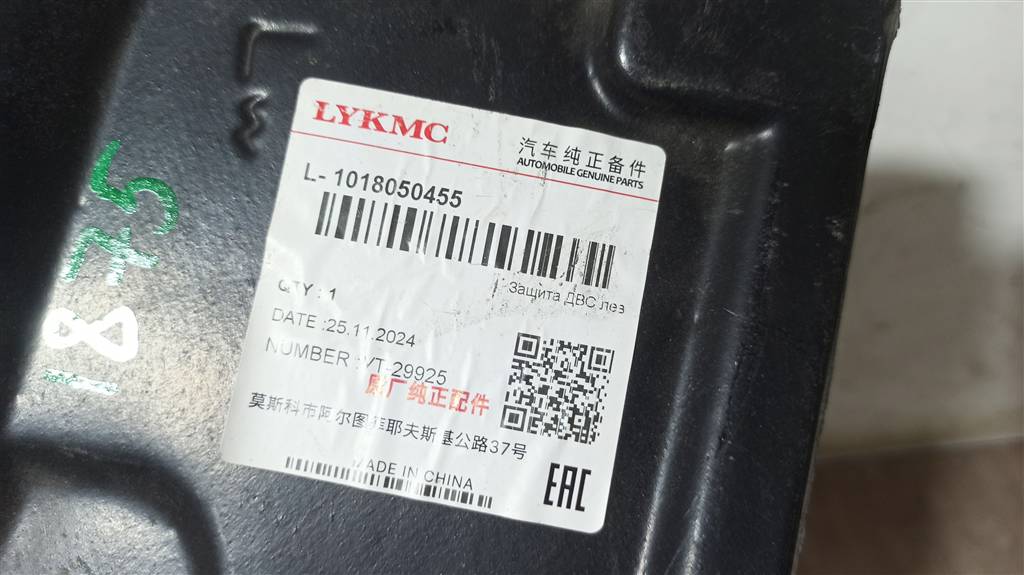 LYKMC
汽车纯正备件
AUTOMOBILE GENUINE PARTS
L- 1018050455
Защита ДВС лев
QTY : 1
DATE :25.11.2024
NUMBER :VT-29925
原厂纯正配件
莫斯科市阿尔图菲耶夫斯基公路37号
MADE IN CHINA
EAC
1875